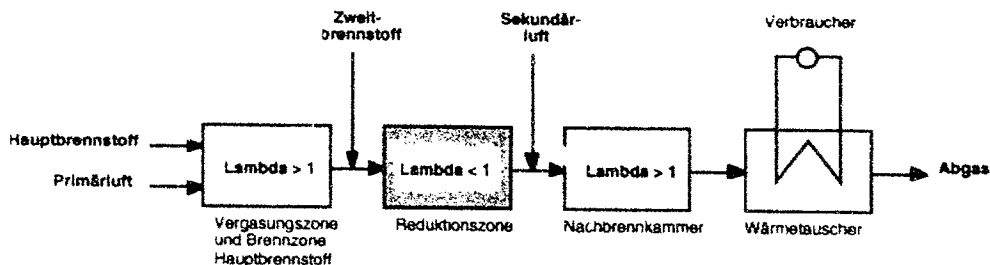 Zweit-
brennstoff
Sekundär-
luft
Verbraucher
Hauptbrennstoff
Primärluft
Lambda > 1
Lambda < 1
Lambda > 1
Abgas
Vergasungszone
und Brennzone
Hauptbrennstoff
Reduktionszone
Nachbrennkammer
Wärmetauscher